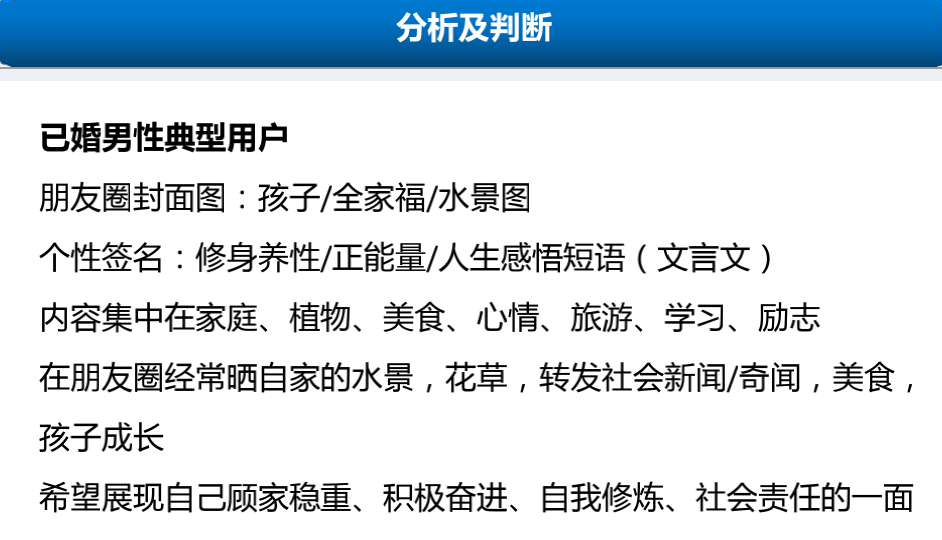 分析及判断
已婚男性典型用户
朋友圈封面图：孩子/全家福/水景图
个性签名：修身养性/正能量/人生感悟短语（文言文）
内容集中在家庭、植物、美食、心情、旅游、学习、励志
在朋友圈经常晒自家的水景，花草，转发社会新闻/奇闻，美食，
孩子成长
希望展现自己顾家稳重、积极奋进、自我修炼、社会责任的一面